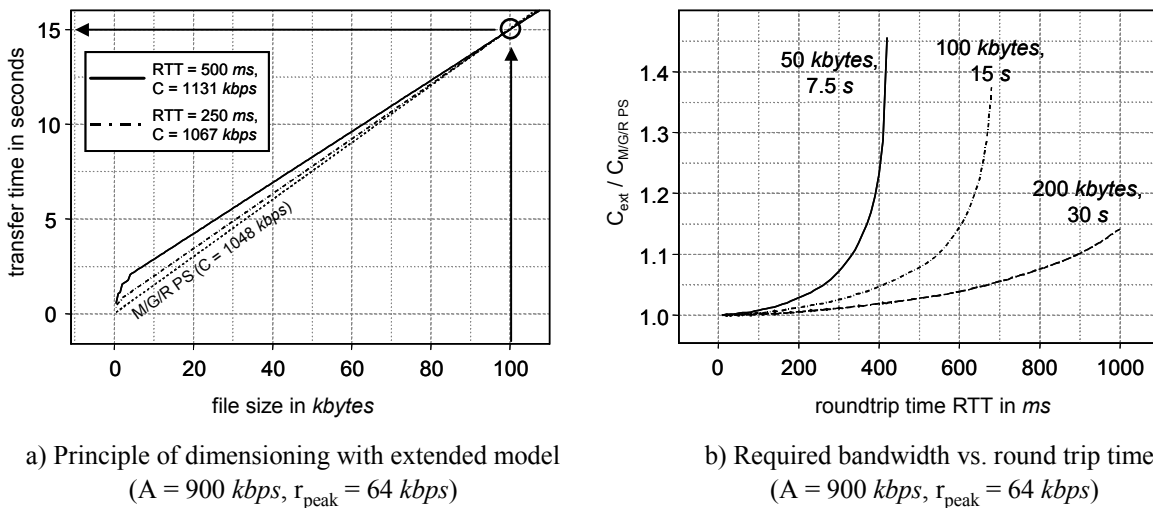 15
10
5
0
transfer time in seconds
RTT = 500 ms,
C = 1131 kbps
RTT = 250 ms,
C = 1067 kbps
M/G/R PS (C = 1048 kbps)
0 20 40 60 80 100
file size in kbytes
a) Principle of dimensioning with extended model
(A = 900 kbps, r_peak = 64 kbps)
1.4
1.3
1.2
1.1
1.0
C_ext / C_M/G/R PS
50 kbytes,
7.5 s
100 kbytes,
15 s
200 kbytes,
30 s
0 200 400 600 800 1000
roundtrip time RTT in ms
b) Required bandwidth vs. round trip time
(A = 900 kbps, r_peak = 64 kbps)